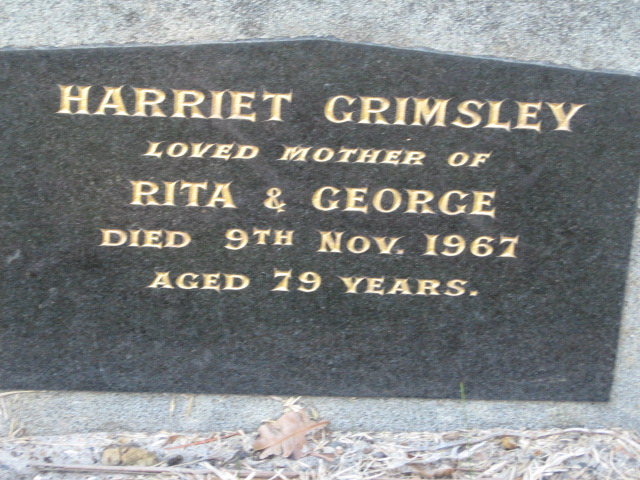 HARRIET GRIMSLEY
LOVED MOTHER OF
RITA & GEORGE
DIED 9TH NOV. 1967
AGED 79 YEARS.